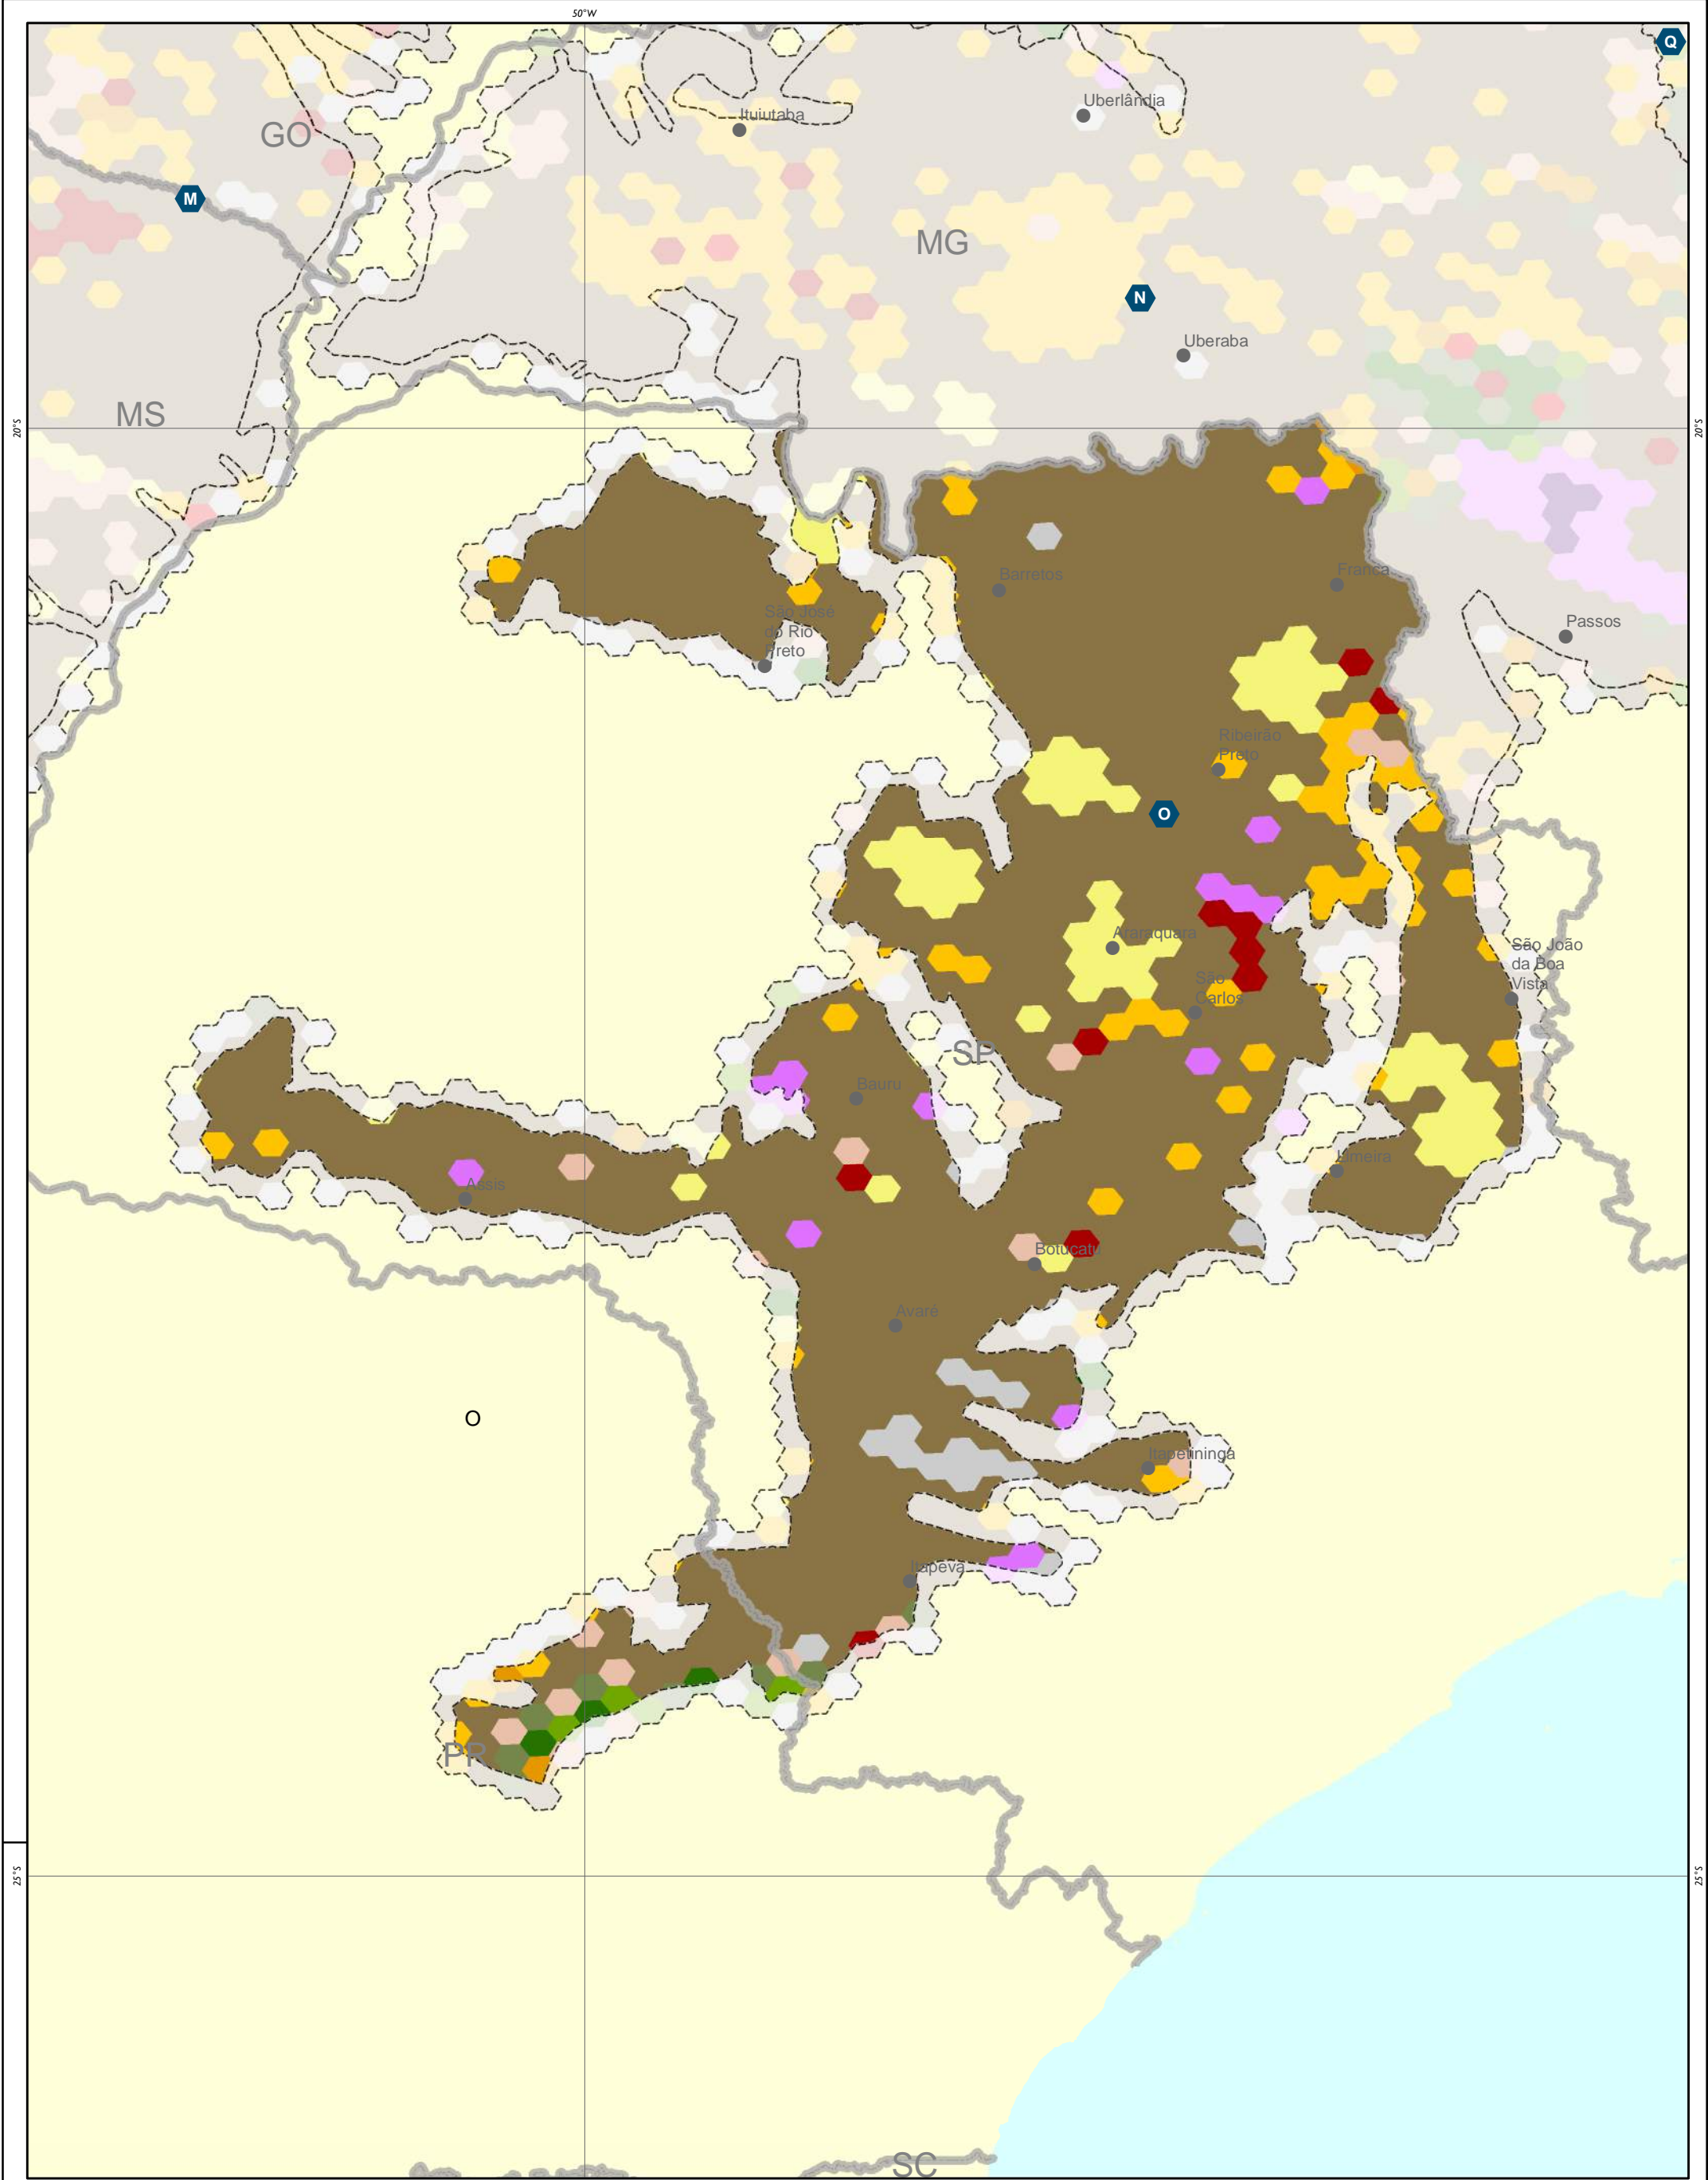 50°W
Q
Uberlândia
Ituiutaba
GO
M
MG
N
Uberaba
MS
20°S
20°S
Barretos
Franca
São José
do Rio
Preto
Passos
Ribeirão
Preto
O
Araraquara
São João
da Boa
Vista
São
Carlos
SP
Bauru
Limeira
Assis
Botucatu
Avaré
O
Itapetininga
Itapeva
PR
25°S
25°S
SC